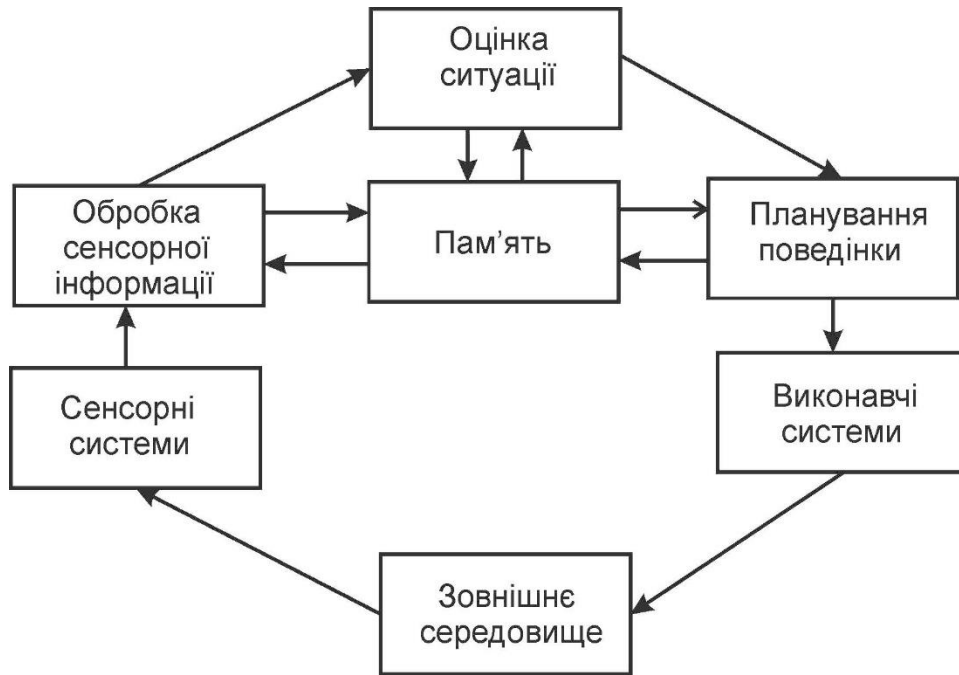 Оцінка
ситуації
Обробка
сенсорної
інформації
Пам’ять
Планування
поведінки
Сенсорні
системи
Виконавчі
системи
Зовнішнє
середовище